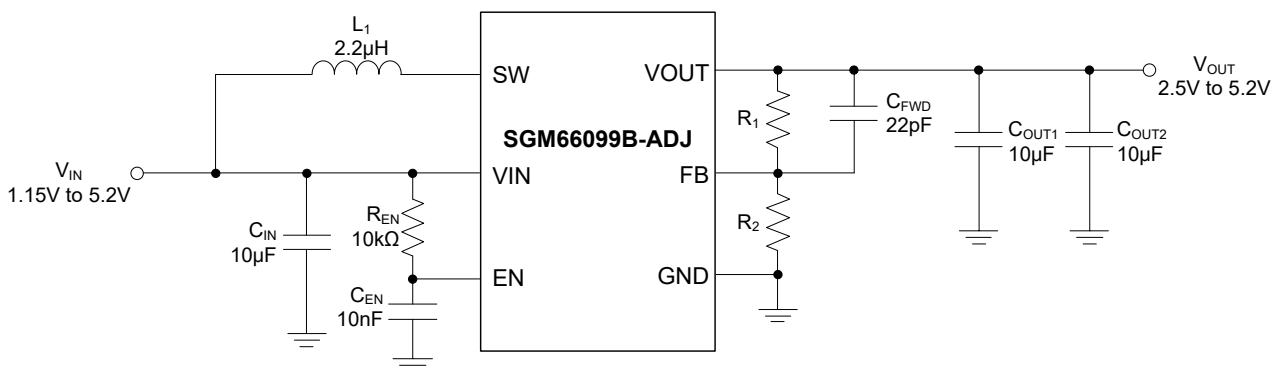 L1
2.2µH
SW
VOUT
VOUT
2.5V to 5.2V
R1
CFWD
22pF
COUT1
10µF
COUT2
10µF
SGM66099B-ADJ
VIN
1.15V to 5.2V
VIN
FB
CIN
10µF
REN
10kΩ
R2
EN
GND
CEN
10nF